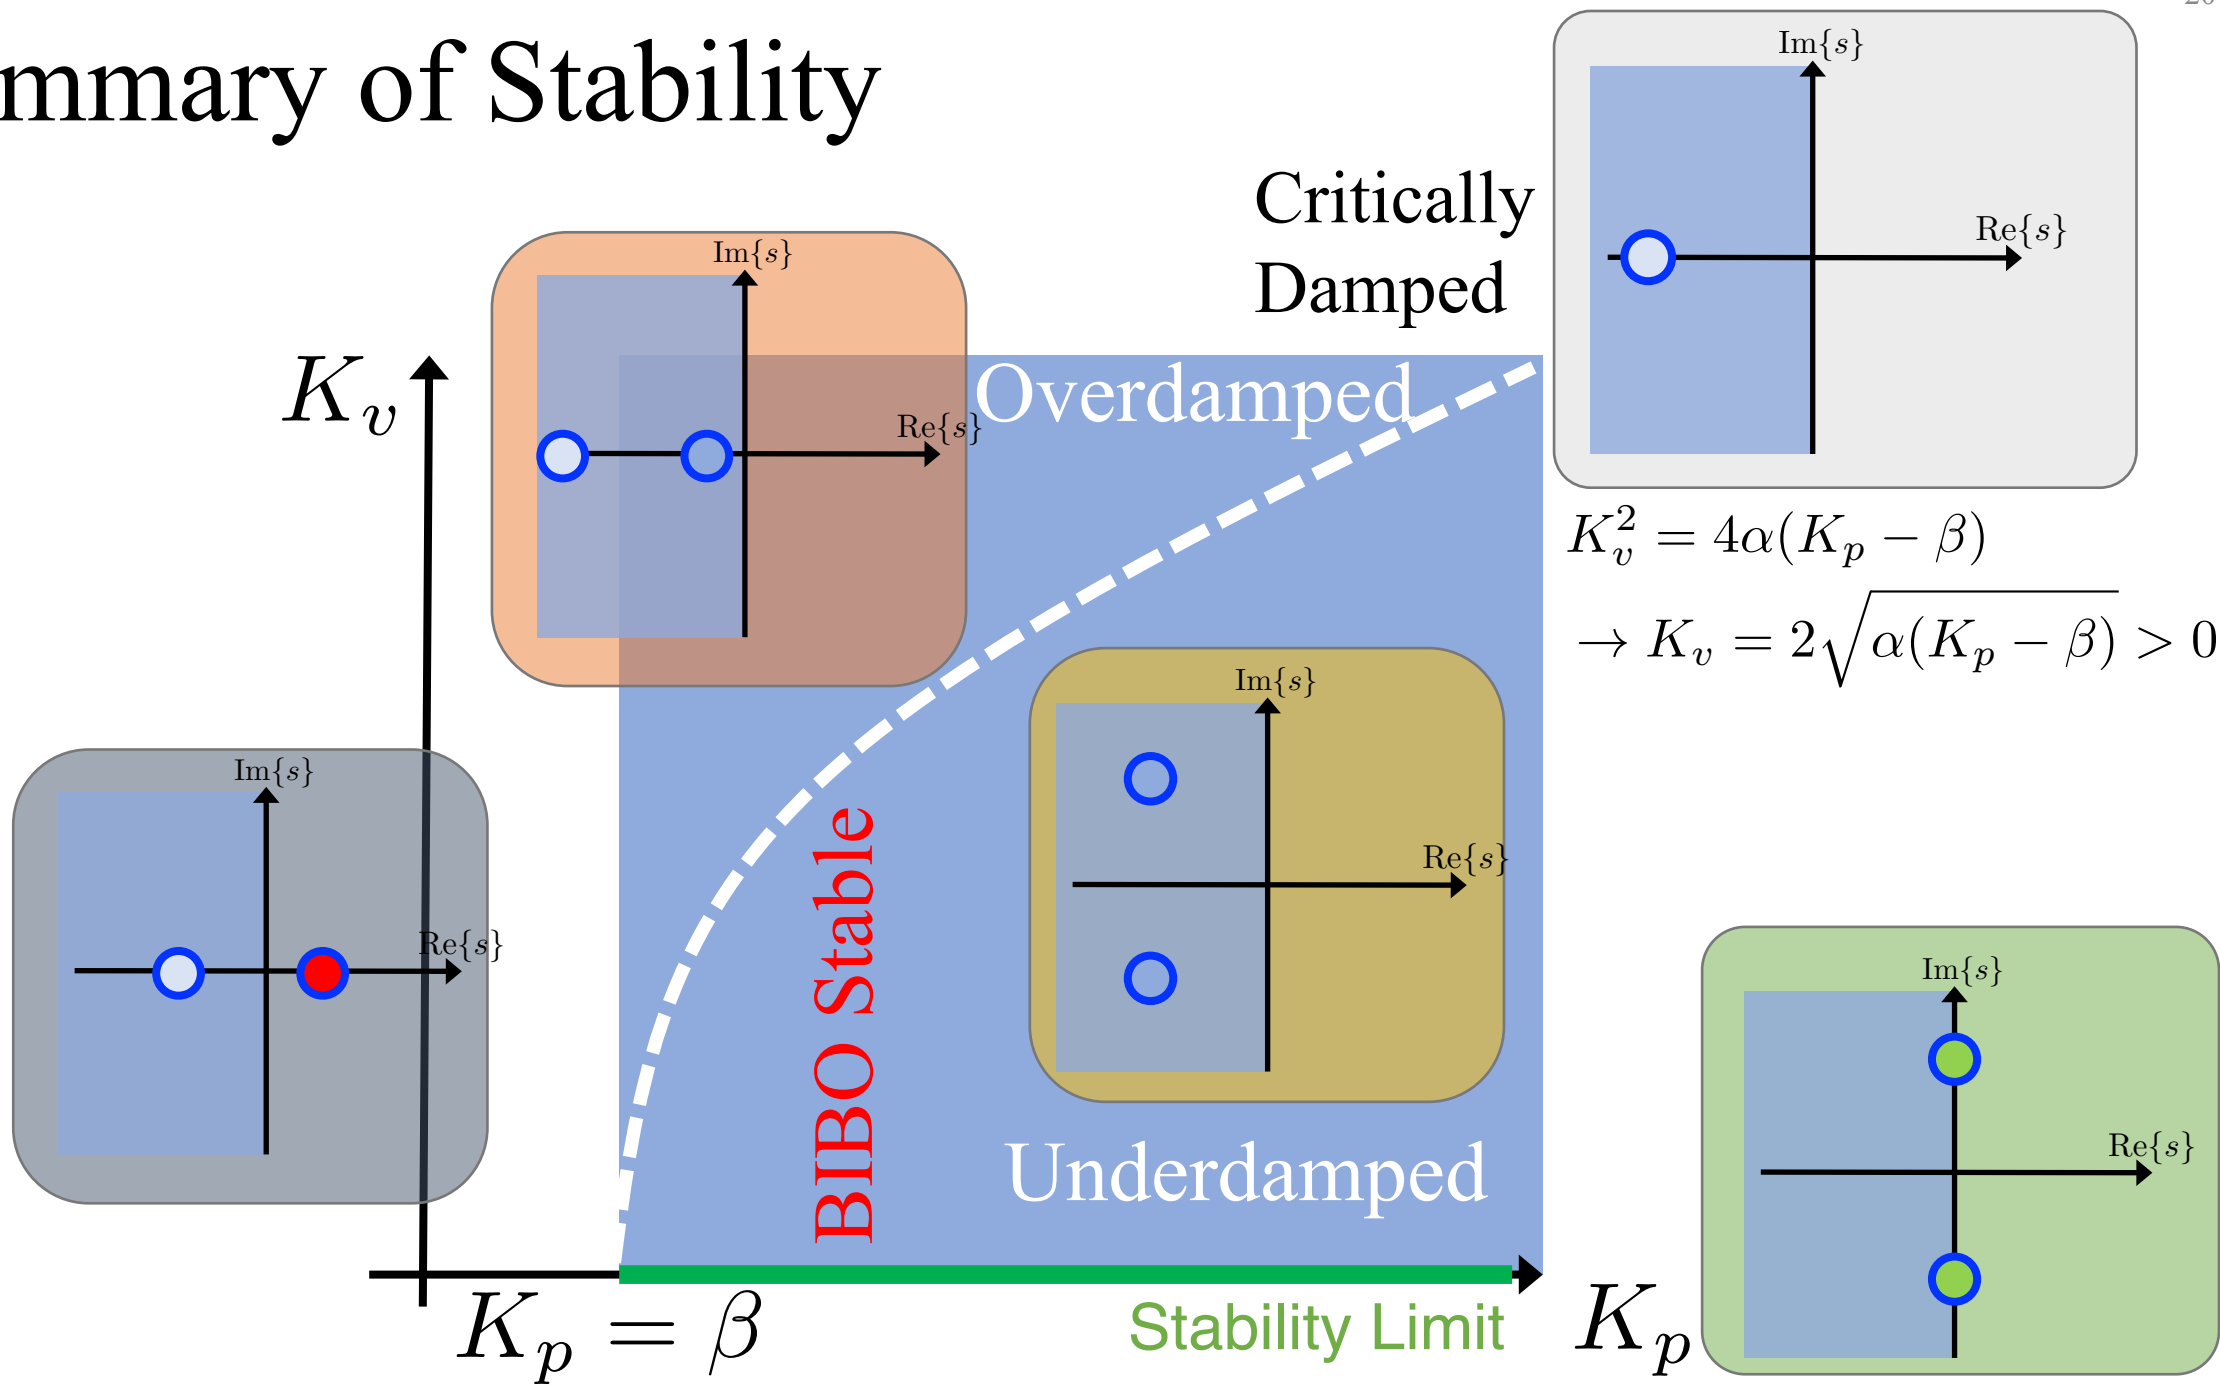 mmary of Stability
Im{s}
Re{s}
Critically
Damped
Im{s}
Re{s}
Overdamped
K_v
K_v^2 = 4α(K_p − β)
→ K_v = 2√(α(K_p − β)) > 0
Im{s}
Re{s}
Im{s}
Re{s}
BIBO Stable
Underdamped
Im{s}
Re{s}
K_p = β
Stability Limit
K_p